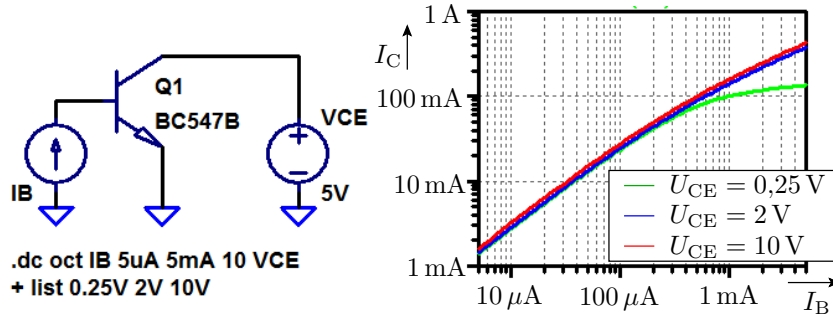 Q1
BC547B
VCE
IB
5V
.dc oct IB 5uA 5mA 10 VCE
+ list 0.25V 2V 10V
1 A
I_C
100 mA
10 mA
1 mA
U_CE = 0,25 V
U_CE = 2 V
U_CE = 10 V
10 μA
100 μA
1 mA
I_B